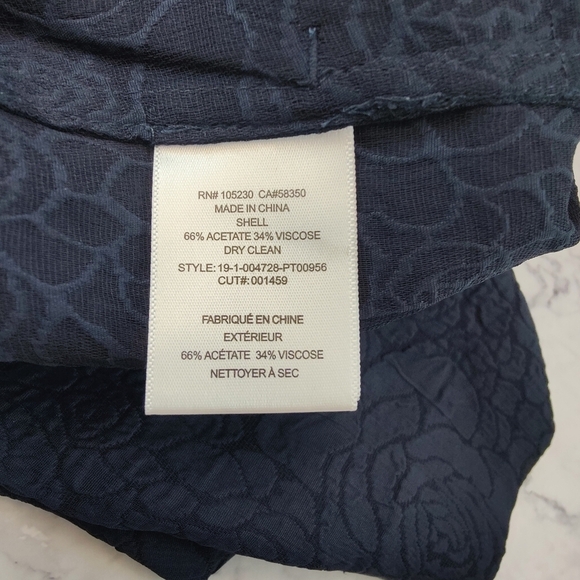 RN# 105230 CA#58350
MADE IN CHINA
SHELL
66% ACETATE 34% VISCOSE
DRY CLEAN
STYLE: 19-1-004728-PT00956
CUT#: 001459
FABRIQUÉ EN CHINE
EXTÉRIEUR
66% ACÉTATE 34% VISCOSE
NETTOYER À SEC